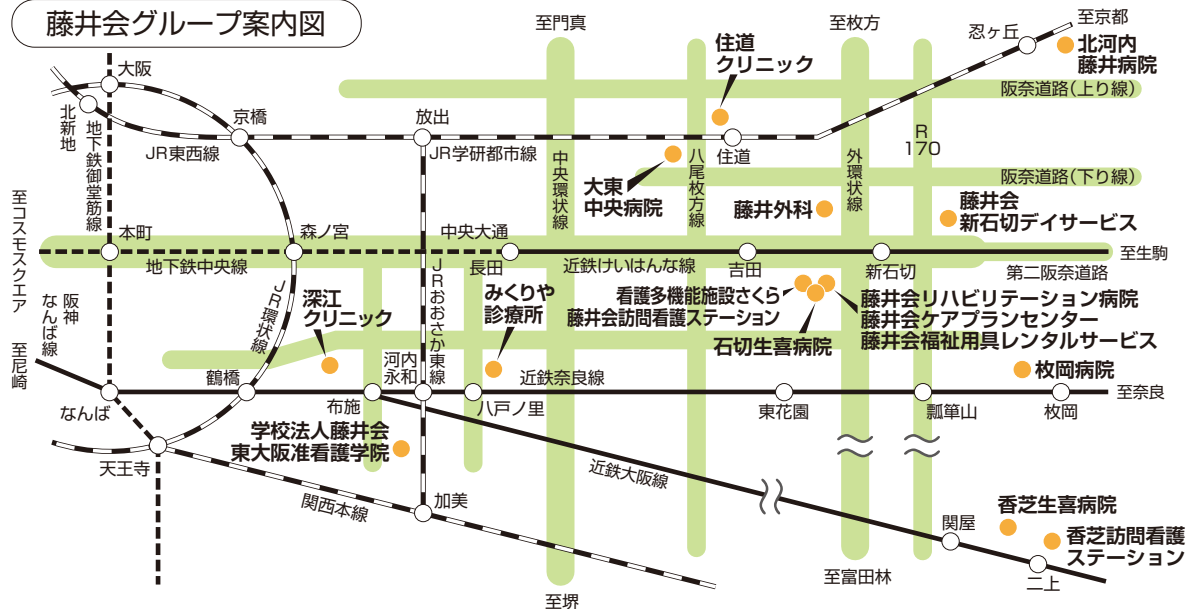 藤井会グループ案内図
至門真
至枚方
至京都
忍ヶ丘
北河内
藤井病院
住道
クリニック
大阪
阪奈道路(上り線)
北新地
地下鉄御堂筋線
京橋
放出
JR東西線
JR学研都市線
中央環状線
八尾枚方線
住道
外環状線
R
170
阪奈道路(下り線)
大東
中央病院
藤井外科
藤井会
新石切デイサービス
至コスモスクエア
本町
森ノ宮
中央大通
地下鉄中央線
長田
近鉄けいはんな線
吉田
新石切
第二阪奈道路
至生駒
JR環状線
JRおおさか東線
深江
クリニック
みくりや
診療所
看護多機能施設さくら
藤井会訪問看護ステーション
石切生喜病院
藤井会リハビリテーション病院
藤井会ケアプランセンター
藤井会福祉用具レンタルサービス
阪神
なんば線
至尼崎
なんば
鶴橋
布施
河内
永和
八戸ノ里
近鉄奈良線
東花園
瓢箪山
枚岡病院
枚岡
至奈良
学校法人藤井会
東大阪准看護学院
天王寺
関西本線
加美
近鉄大阪線
関屋
香芝生喜病院
香芝訪問看護
ステーション
二上
至富田林
至堺